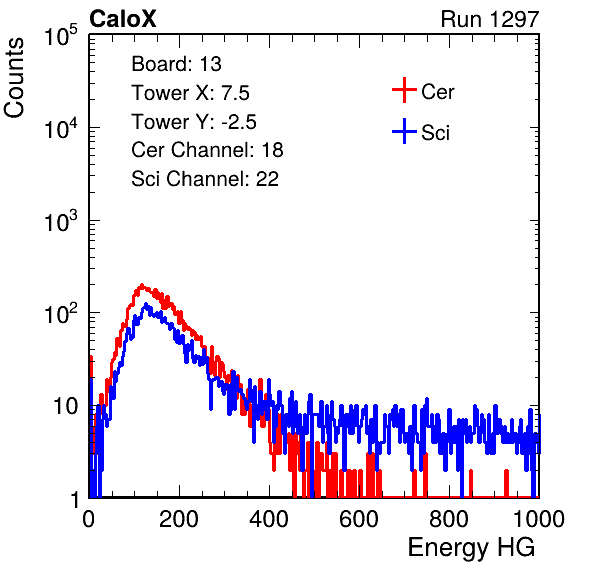 CaloX Run 1297
Counts
10^5
10^4
10^3
10^2
10
1
Board: 13
Tower X: 7.5
Tower Y: -2.5
Cer Channel: 18
Sci Channel: 22
Cer
Sci
0 200 400 600 800 1000
Energy HG